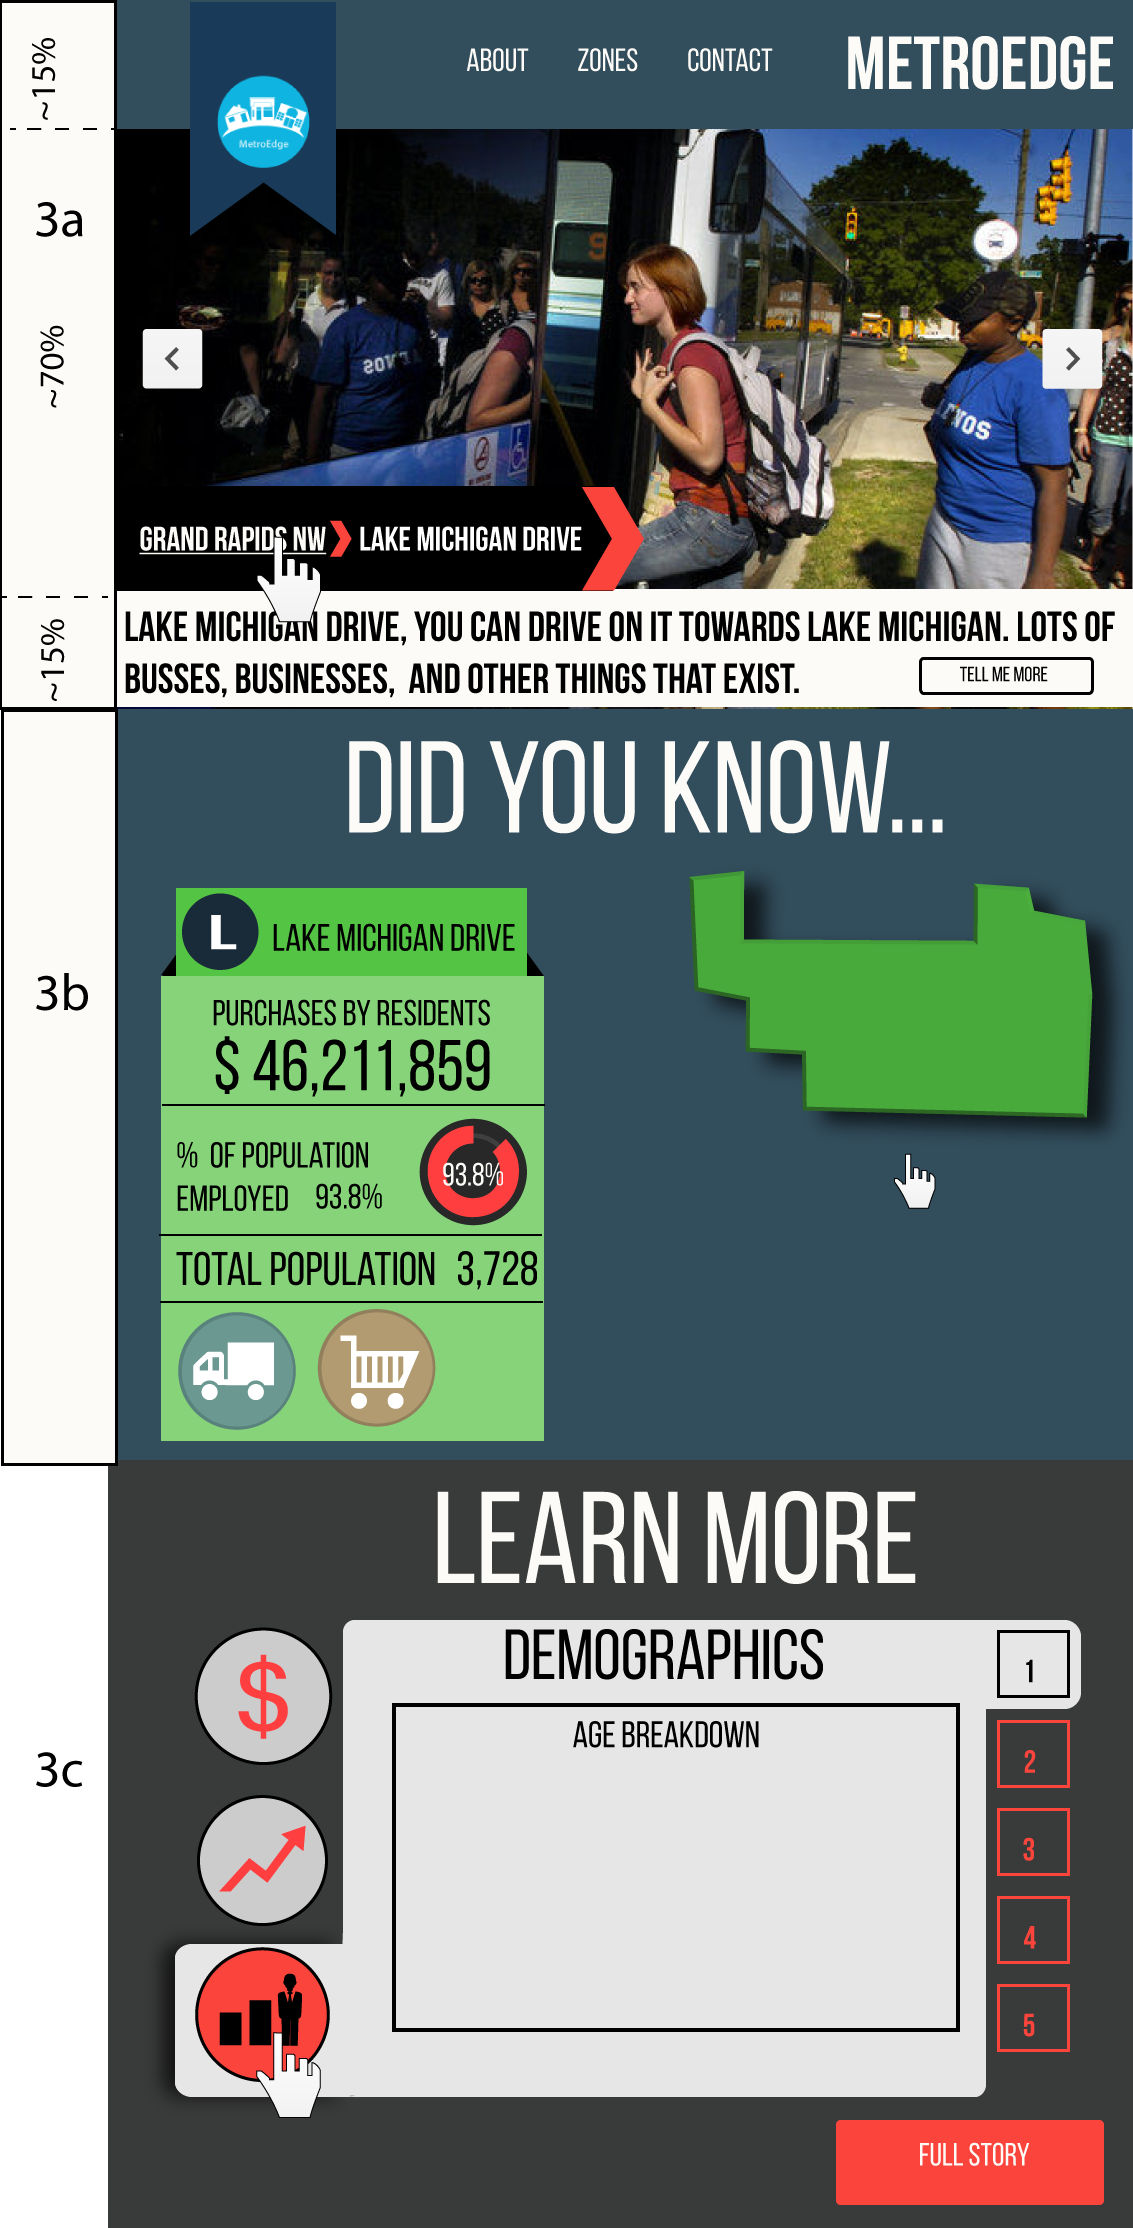 ~15%
ABOUT
ZONES
CONTACT
METROEDGE
MetroEdge
3a
~70%
GRAND RAPIDS NW
LAKE MICHIGAN DRIVE
~15%
LAKE MICHIGAN DRIVE, YOU CAN DRIVE ON IT TOWARDS LAKE MICHIGAN. LOTS OF
BUSSES, BUSINESSES, AND OTHER THINGS THAT EXIST.
TELL ME MORE
DID YOU KNOW...
3b
L
LAKE MICHIGAN DRIVE
PURCHASES BY RESIDENTS
$ 46,211,859
% OF POPULATION
EMPLOYED 93.8%
93.8%
TOTAL POPULATION 3,728
LEARN MORE
3c
$
DEMOGRAPHICS
AGE BREAKDOWN
1
2
3
4
5
FULL STORY